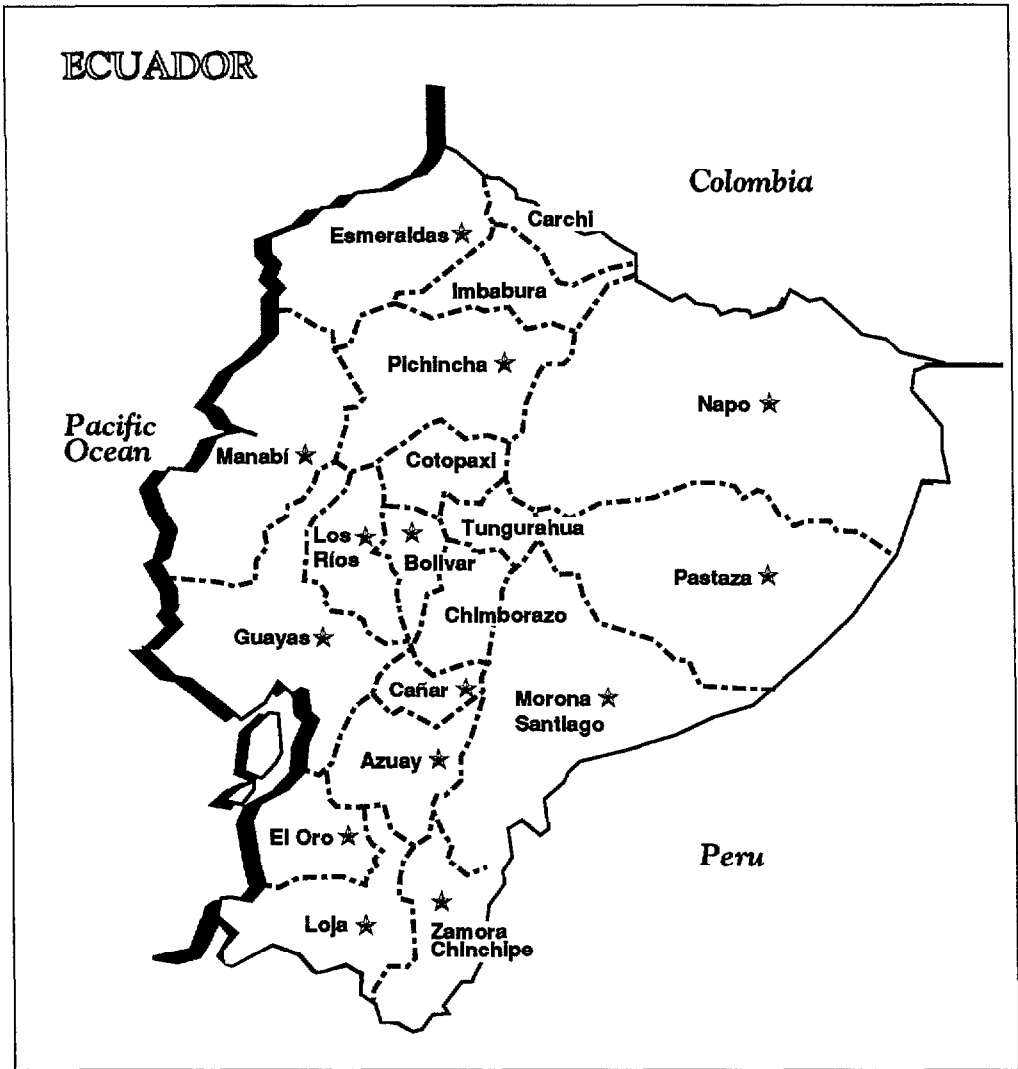 ECUADOR
Colombia
Carchi
Esmeraldas
Imbabura
Pichincha
Napo
Pacific
Ocean
Manabí
Cotopaxi
Los
Ríos
Tungurahua
Bolivar
Pastaza
Chimborazo
Guayas
Cañar
Morona
Santiago
Azuay
El Oro
Peru
Loja
Zamora
Chinchipe